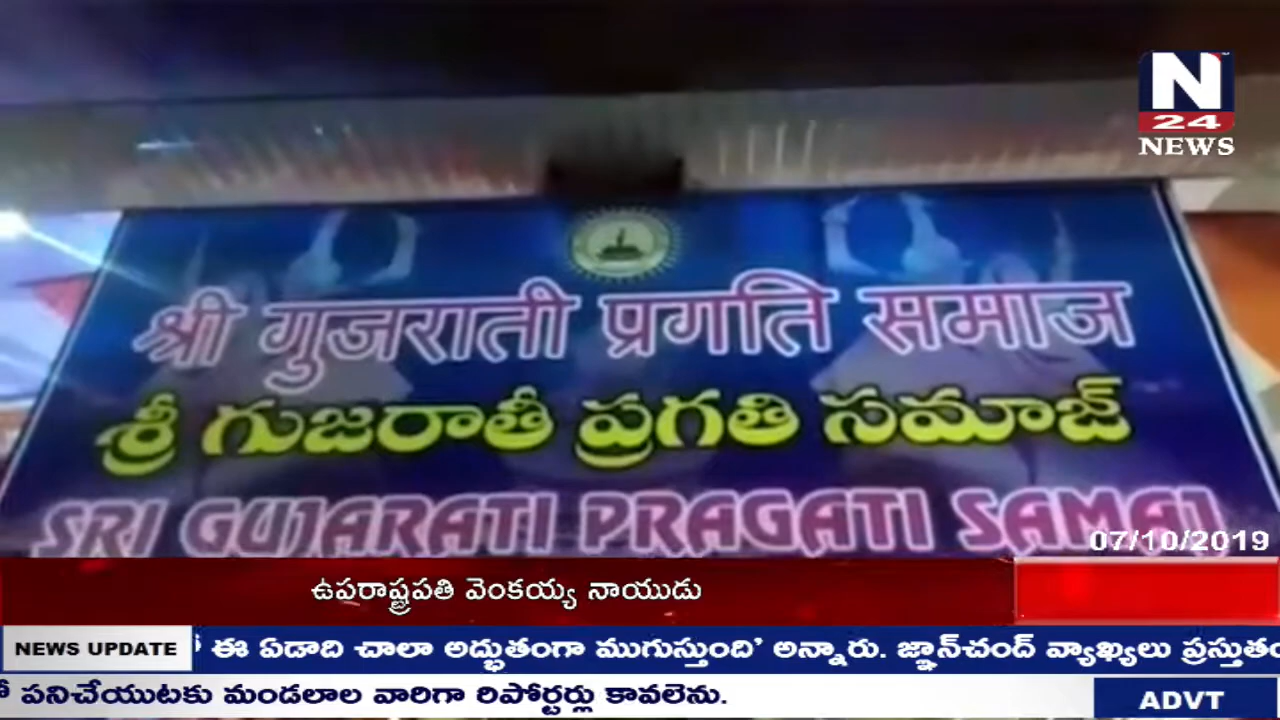 N
24
NEWS
श्री गुजराती प्रगति समाज
శ్రీ గుజరాతీ ప్రగతి సమాజ్
SRI GUJARATI PRAGATI SAMAJ
07/10/2019
ఉపరాష్ట్రపతి వెంకయ్య నాయుడు
NEWS UPDATE ఈ ఏడాది చాలా అద్భుతంగా ముగుస్తుంది' అన్నారు. జ్ఞాన్‌చంద్ వ్యాఖ్యలు ప్రస్తుతం
పనిచేయుటకు మండలాల వారిగా రిపోర్టర్లు కావలెను. ADVT